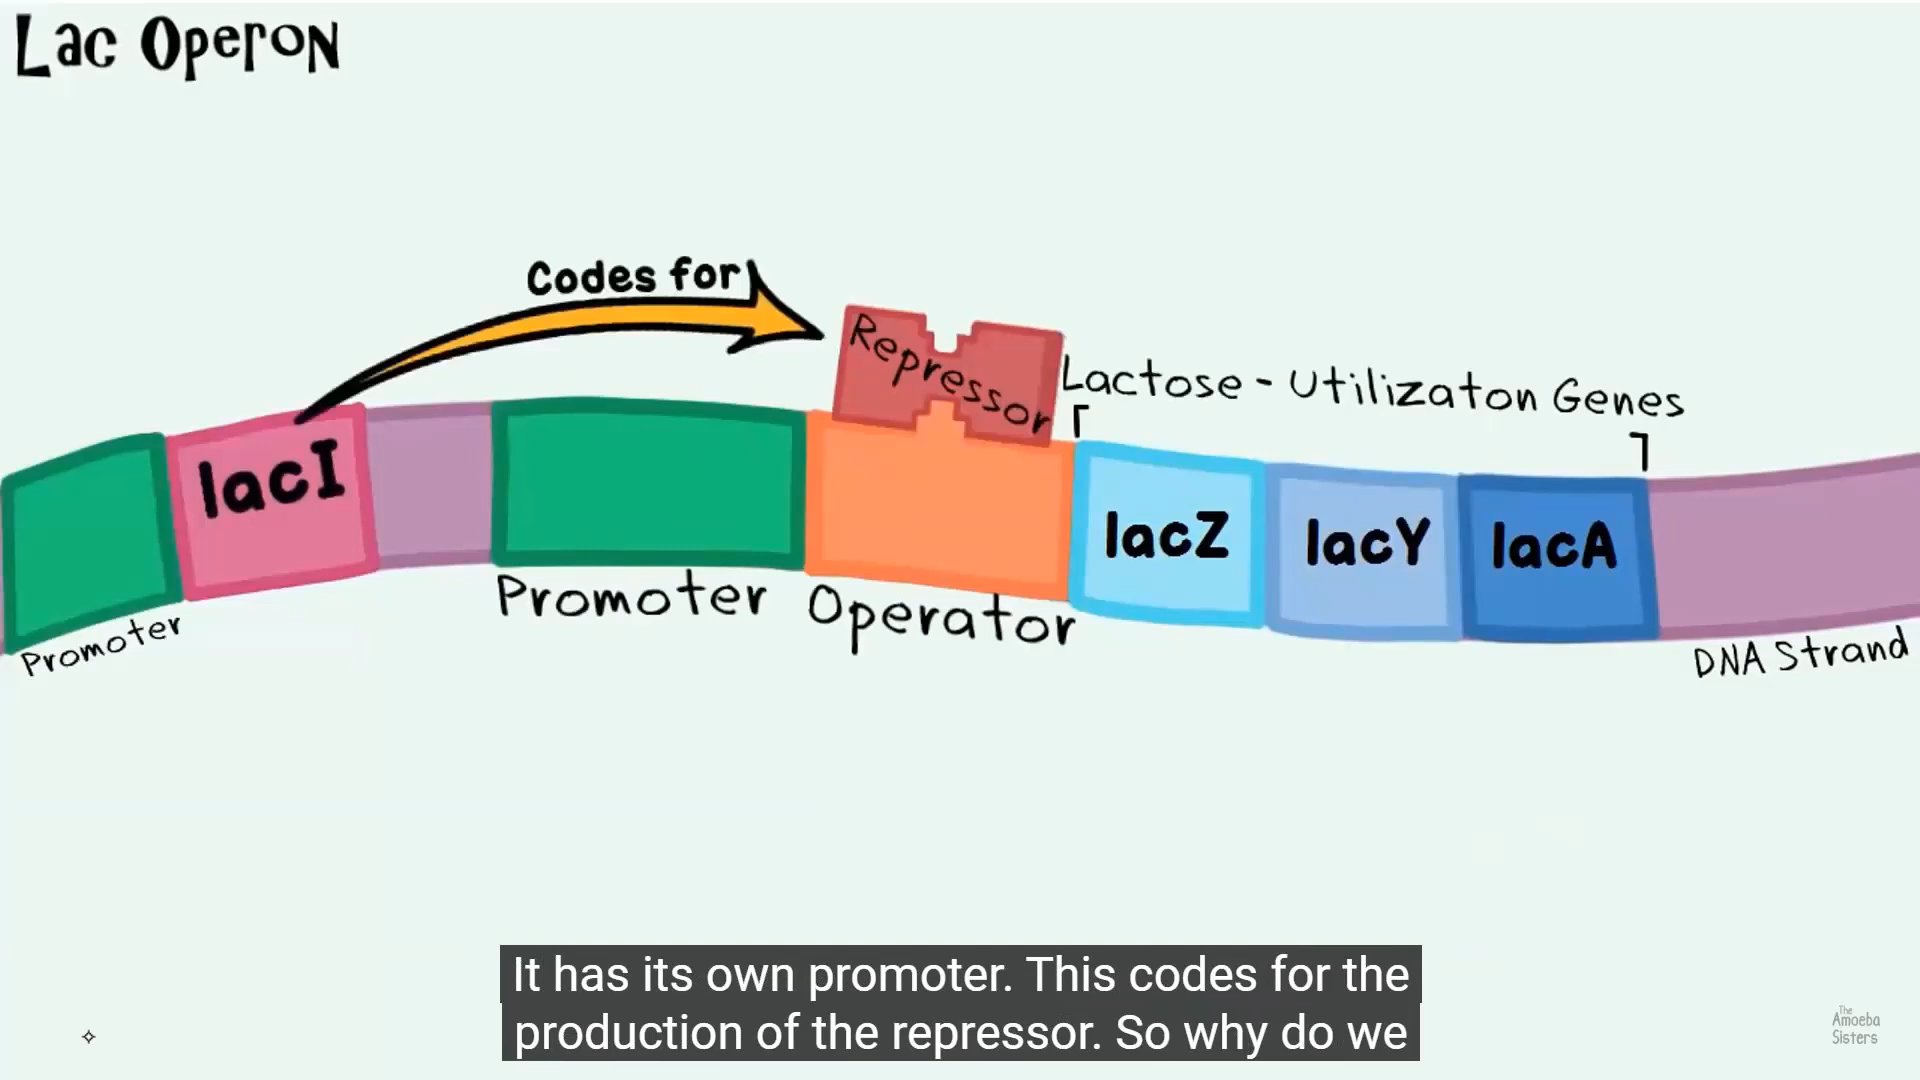 Lac Operon
Codes for
Repressor
Lactose - Utilizaton Genes
lacI
lacZ
lacY
lacA
Promoter
Promoter
Operator
DNA Strand
It has its own promoter. This codes for the
production of the repressor. So why do we
The
Amoeba
Sisters